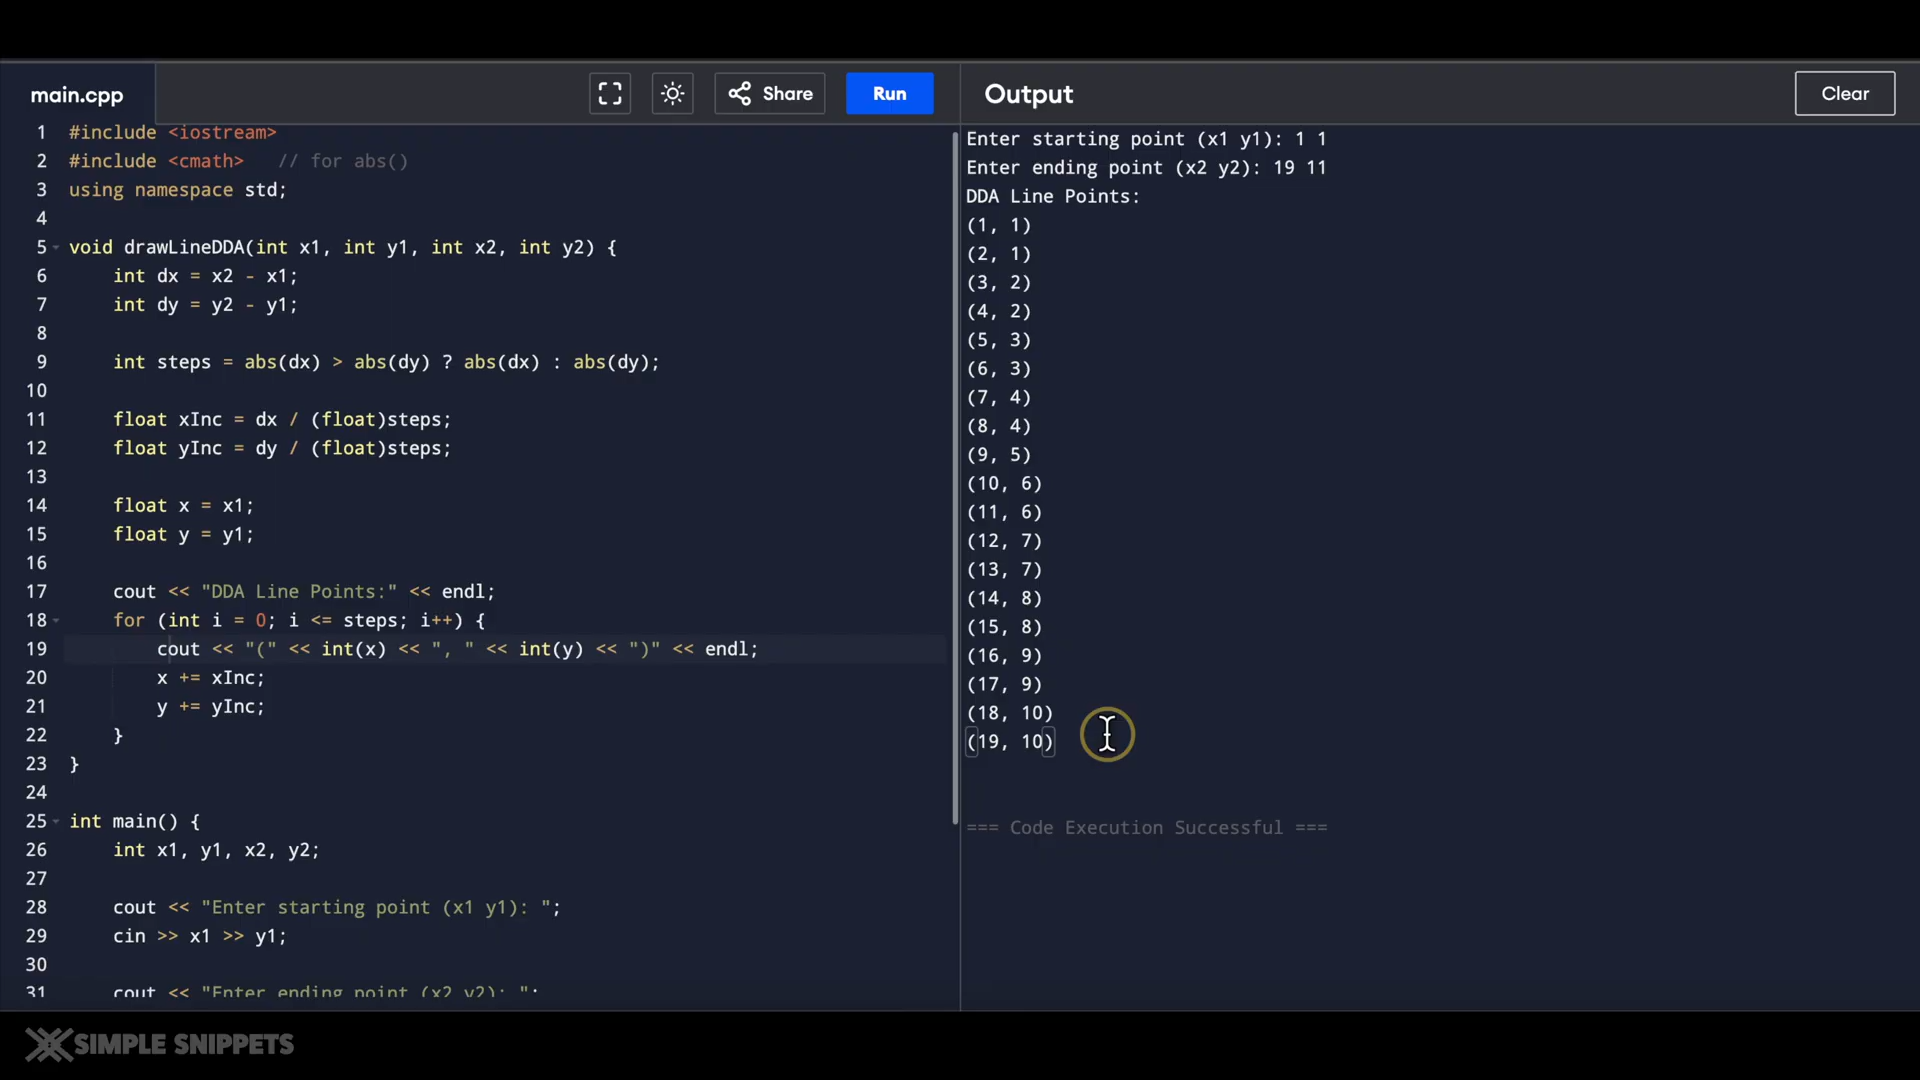 main.cpp
Share
Run
1 #include <iostream>
2 #include <cmath>   // for abs()
3 using namespace std;
4
5 void drawLineDDA(int x1, int y1, int x2, int y2) {
6     int dx = x2 - x1;
7     int dy = y2 - y1;
8
9     int steps = abs(dx) > abs(dy) ? abs(dx) : abs(dy);
10
11     float xInc = dx / (float)steps;
12     float yInc = dy / (float)steps;
13
14     float x = x1;
15     float y = y1;
16
17     cout << "DDA Line Points:" << endl;
18     for (int i = 0; i <= steps; i++) {
19         cout << "(" << int(x) << ", " << int(y) << ")" << endl;
20         x += xInc;
21         y += yInc;
22     }
23 }
24
25 int main() {
26     int x1, y1, x2, y2;
27
28     cout << "Enter starting point (x1 y1): ";
29     cin >> x1 >> y1;
30
31     cout << "Enter ending point (x2 y2): ";
Output
Clear
Enter starting point (x1 y1): 1 1
Enter ending point (x2 y2): 19 11
DDA Line Points:
(1, 1)
(2, 1)
(3, 2)
(4, 2)
(5, 3)
(6, 3)
(7, 4)
(8, 4)
(9, 5)
(10, 6)
(11, 6)
(12, 7)
(13, 7)
(14, 8)
(15, 8)
(16, 9)
(17, 9)
(18, 10)
(19, 10)
=== Code Execution Successful ===
SIMPLE SNIPPETS